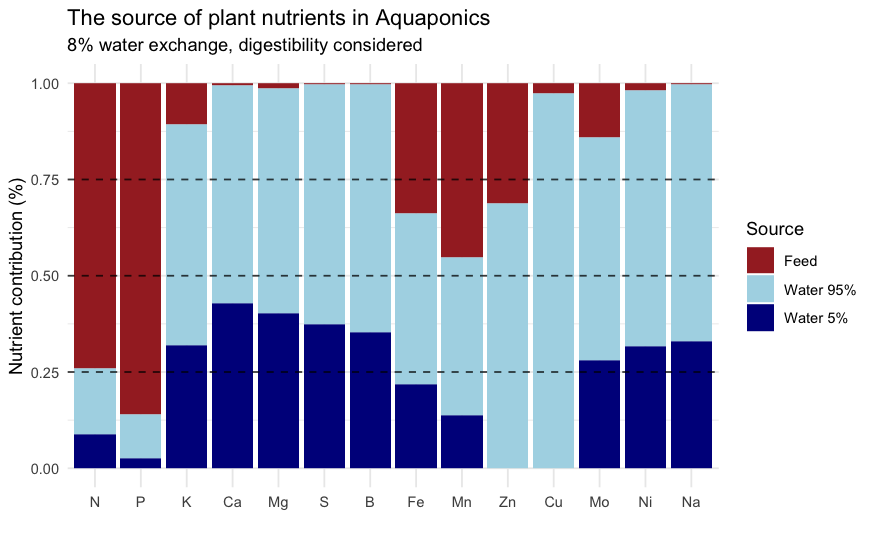 The source of plant nutrients in Aquaponics
8% water exchange, digestibility considered
Nutrient contribution (%)
1.00
0.75
0.50
0.25
0.00
N P K Ca Mg S B Fe Mn Zn Cu Mo Ni Na
Source
Feed
Water 95%
Water 5%